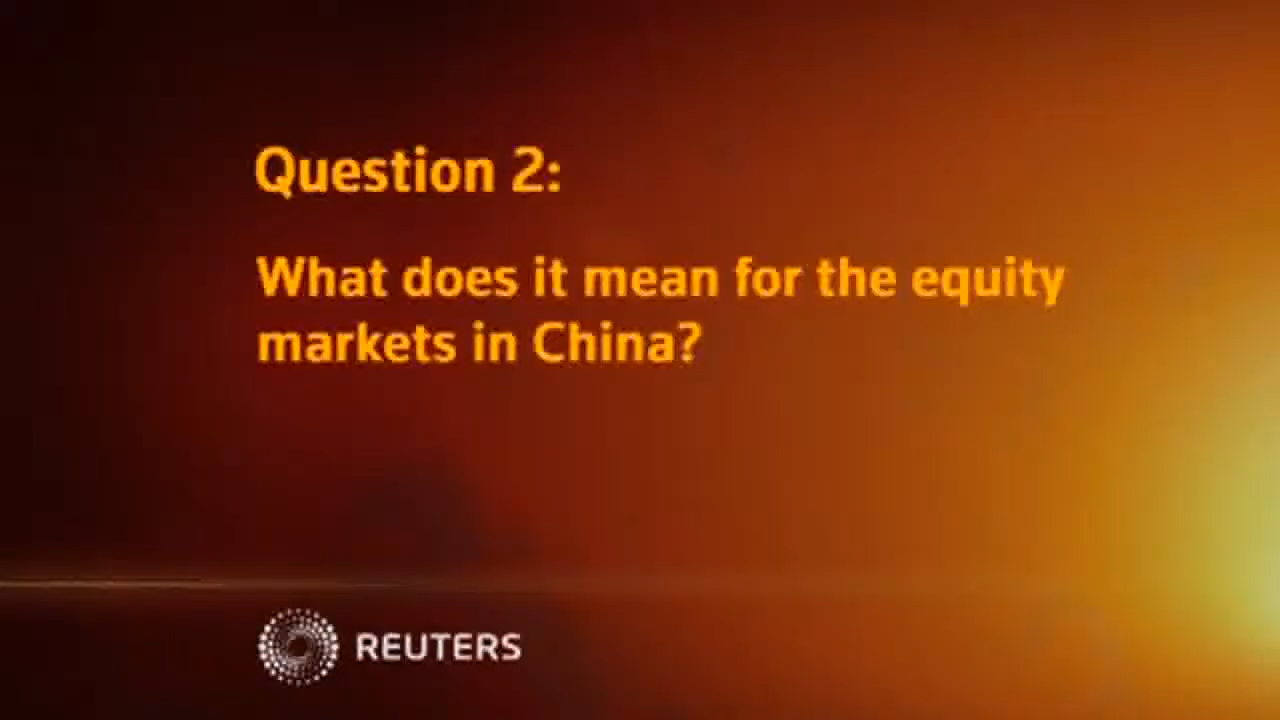 Question 2:
What does it mean for the equity
markets in China?
REUTERS